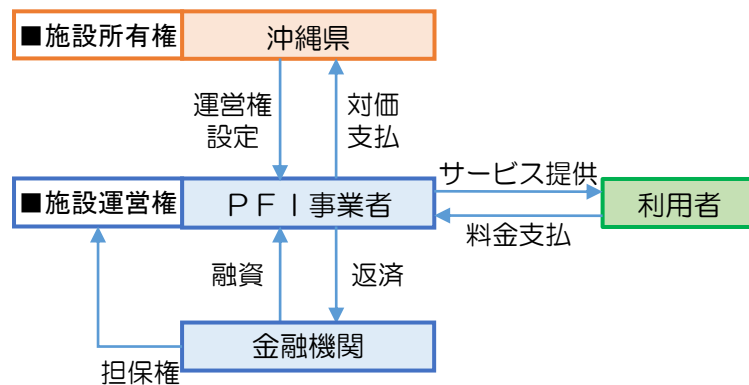 ■施設所有権 沖縄県
運営権
設定
対価
支払
サービス提供
■施設運営権 ＰＦＩ事業者
利用者
料金支払
融資 返済
金融機関
担保権